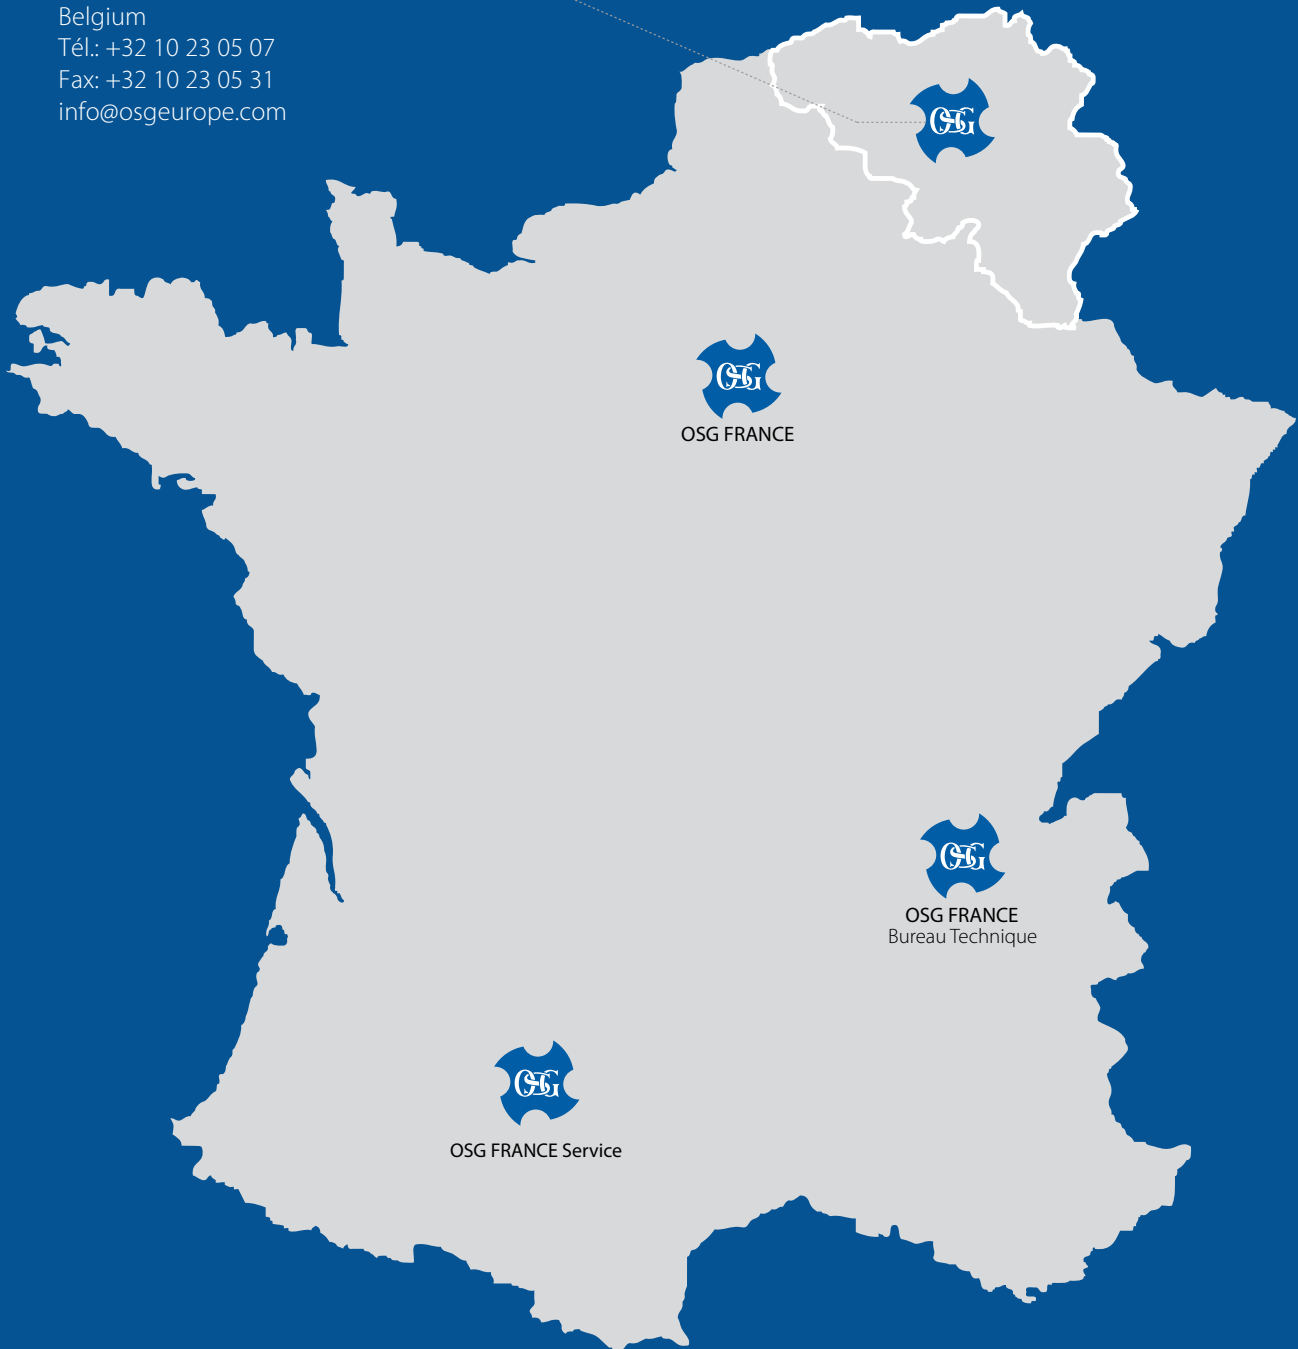 Belgium
Tél.: +32 10 23 05 07
Fax: +32 10 23 05 31
info@osgeurope.com
OSG
OSG
OSG FRANCE
OSG
OSG FRANCE
Bureau Technique
OSG
OSG FRANCE Service